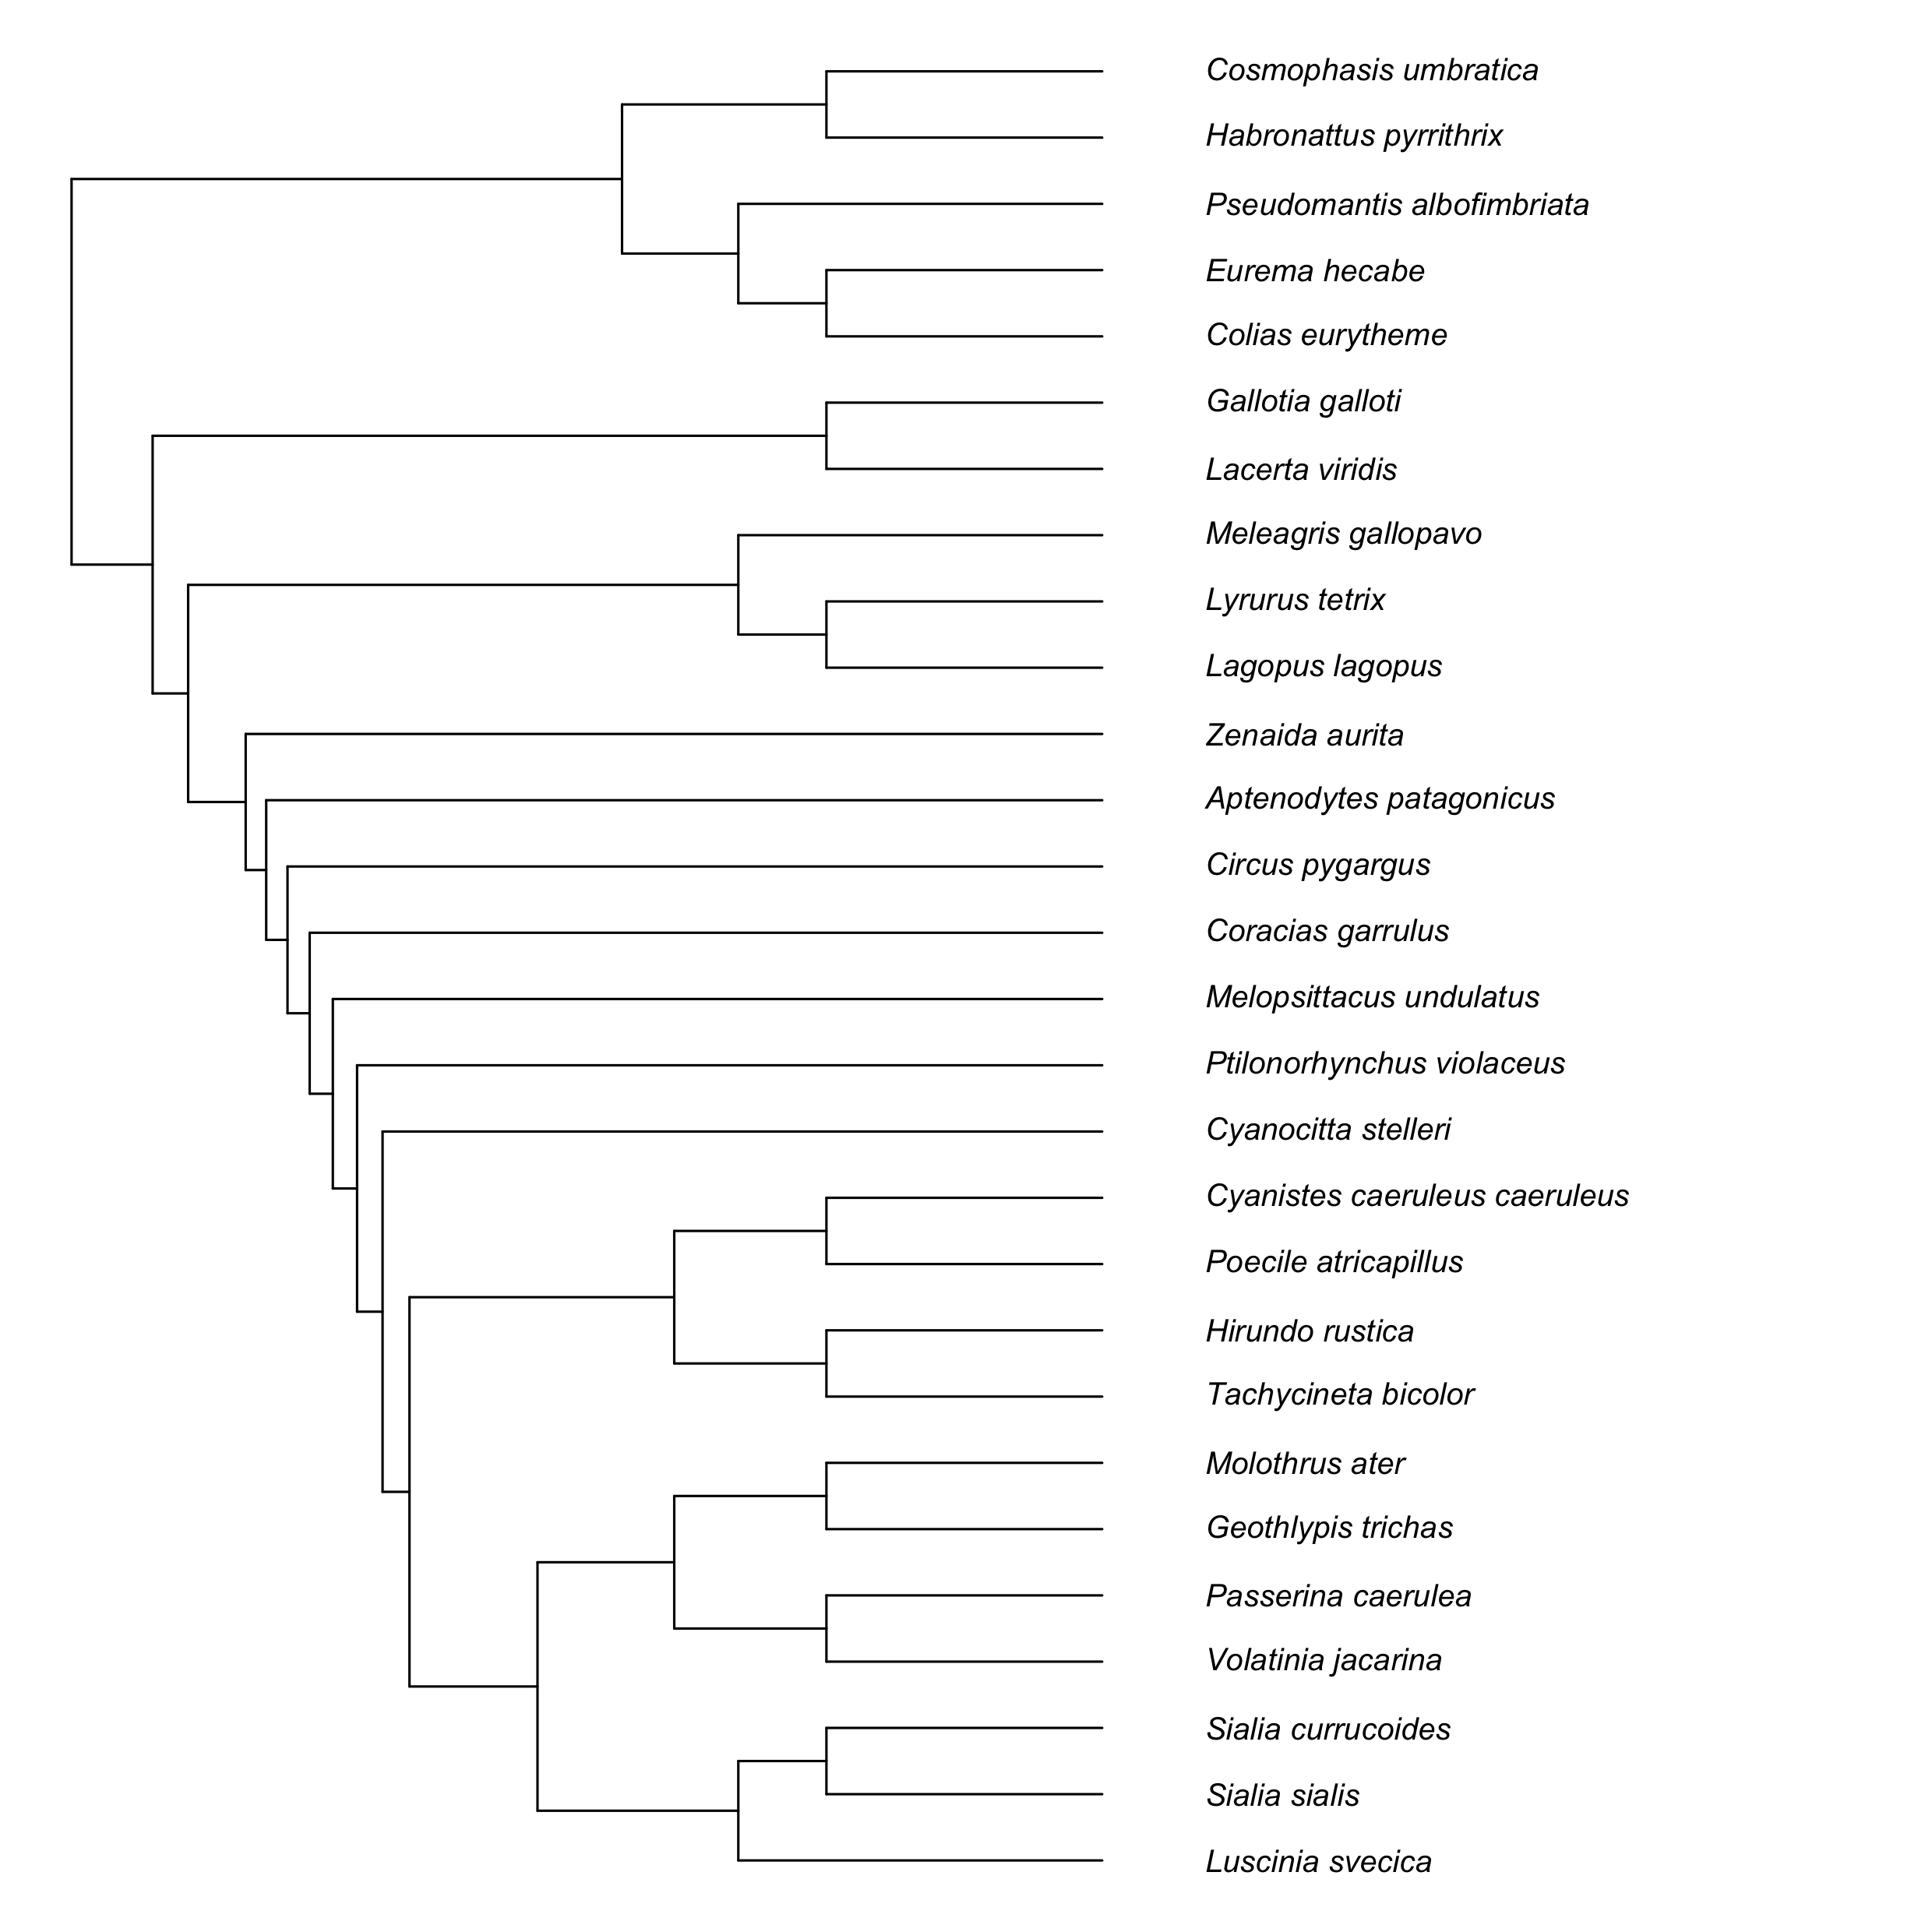 Cosmophasis umbratica
Habronattus pyrrithrix
Pseudomantis albofimbriata
Eurema hecabe
Colias eurytheme
Gallotia galloti
Lacerta viridis
Meleagris gallopavo
Lyrurus tetrix
Lagopus lagopus
Zenaida aurita
Aptenodytes patagonicus
Circus pygargus
Coracias garrulus
Melopsittacus undulatus
Ptilonorhynchus violaceus
Cyanocitta stelleri
Cyanistes caeruleus caeruleus
Poecile atricapillus
Hirundo rustica
Tachycineta bicolor
Molothrus ater
Geothlypis trichas
Passerina caerulea
Volatinia jacarina
Sialia currucoides
Sialia sialis
Luscinia svecica